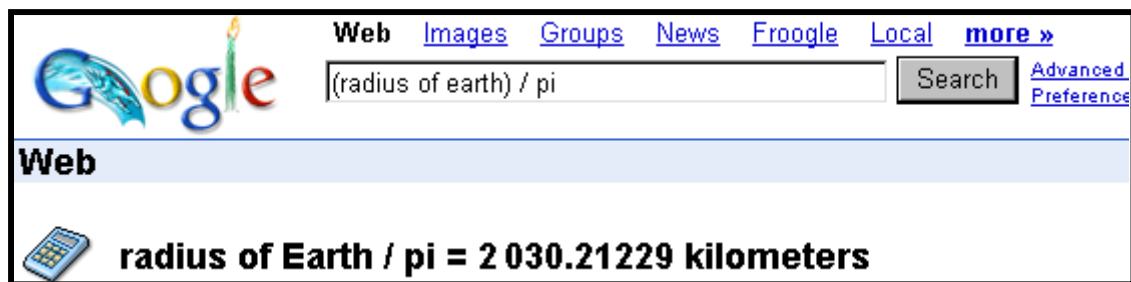 Google
Web Images Groups News Froogle Local more »
(radius of earth) / pi Search Advanced
Preference
Web
radius of Earth / pi = 2 030.21229 kilometers